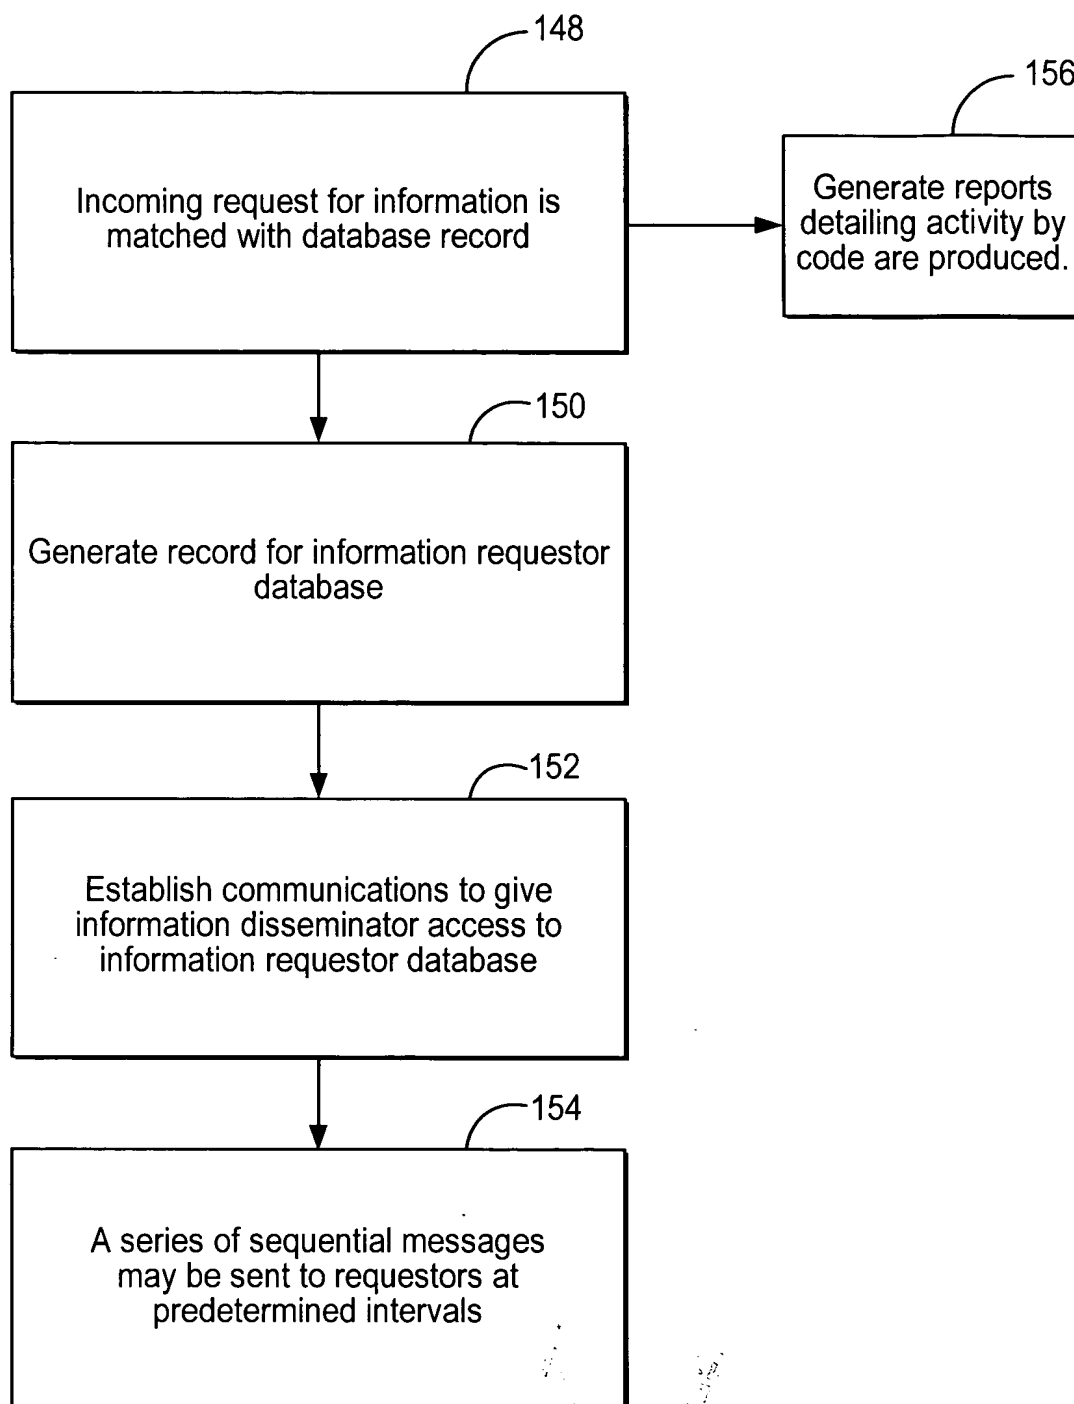 148
156
Incoming request for information is
matched with database record
Generate reports
detailing activity by
code are produced.
150
Generate record for information requestor
database
152
Establish communications to give
information disseminator access to
information requestor database
154
A series of sequential messages
may be sent to requestors at
predetermined intervals